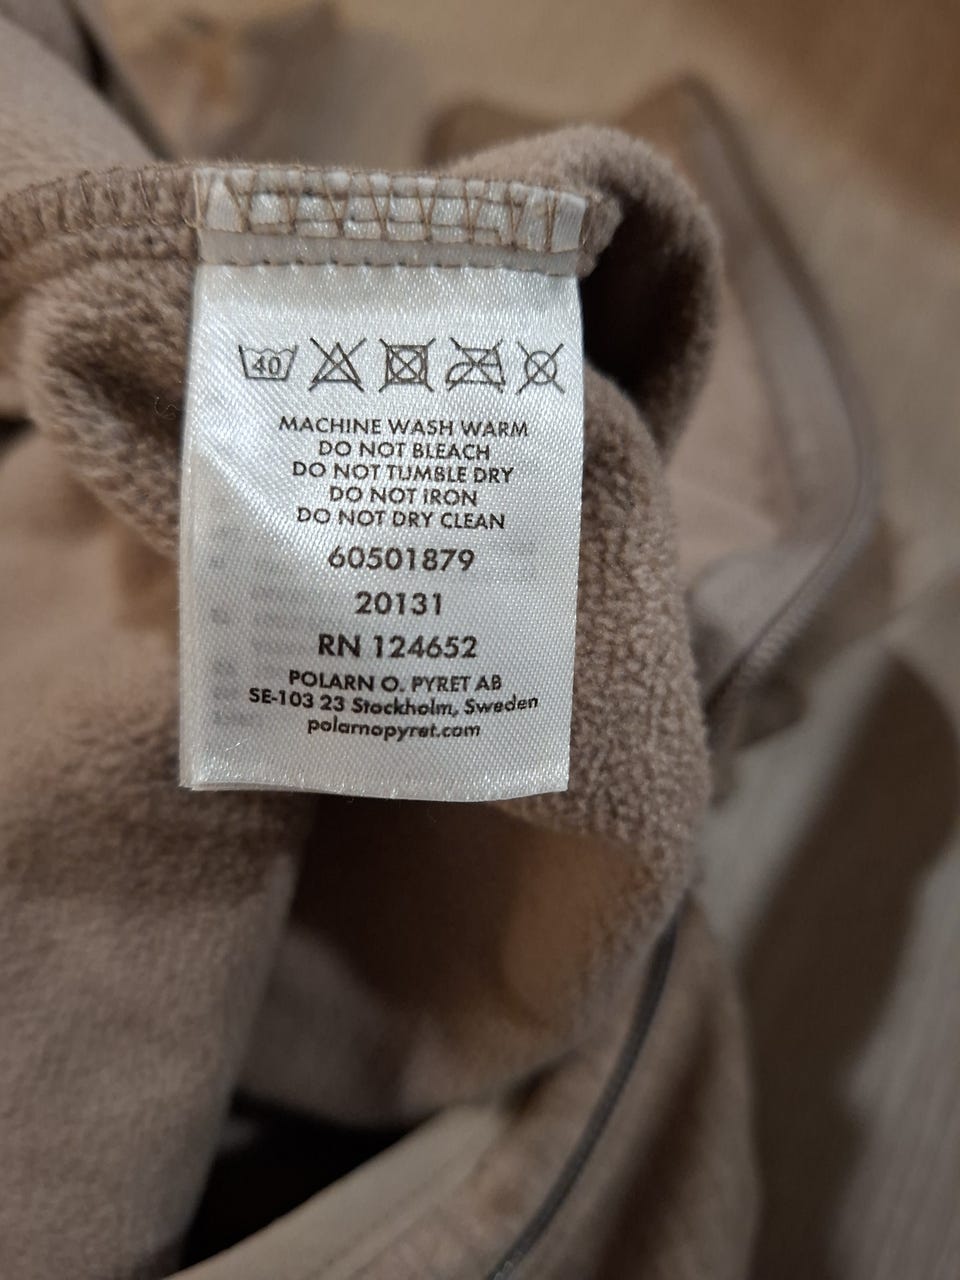 40
MACHINE WASH WARM
DO NOT BLEACH
DO NOT TUMBLE DRY
DO NOT IRON
DO NOT DRY CLEAN
60501879
20131
RN 124652
POLARN O. PYRET AB
SE-103 23 Stockholm, Sweden
polarnopyret.com